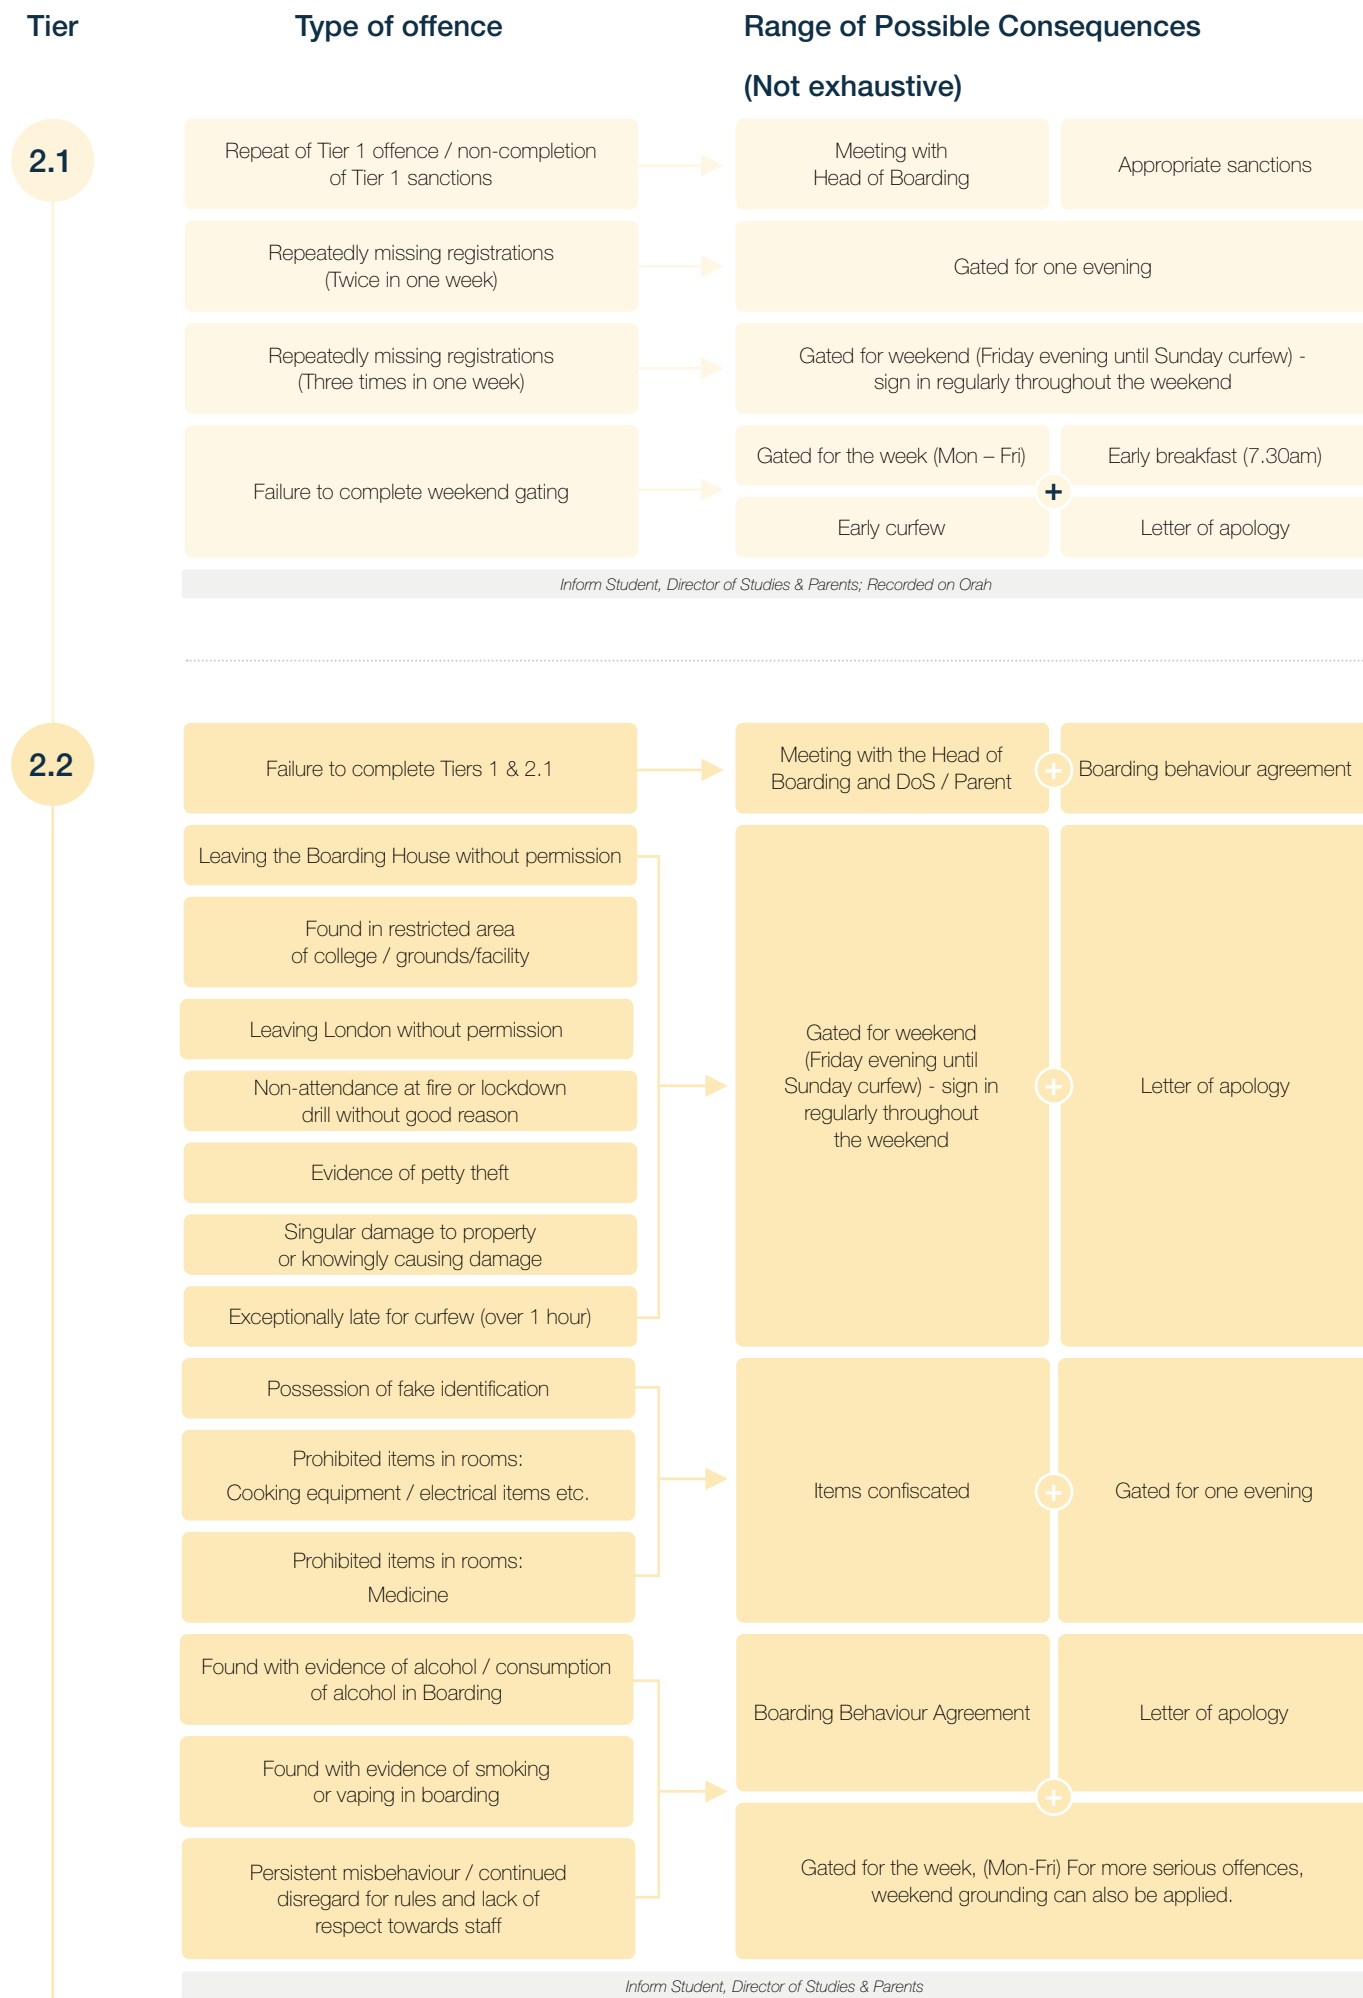 Tier
Type of offence
Range of Possible Consequences
(Not exhaustive)
2.1
Repeat of Tier 1 offence / non-completion
of Tier 1 sanctions
Meeting with
Head of Boarding
Appropriate sanctions
Repeatedly missing registrations
(Twice in one week)
Gated for one evening
Repeatedly missing registrations
(Three times in one week)
Gated for weekend (Friday evening until Sunday curfew) -
sign in regularly throughout the weekend
Failure to complete weekend gating
Gated for the week (Mon – Fri)
Early breakfast (7.30am)
+
Early curfew
Letter of apology
Inform Student, Director of Studies & Parents; Recorded on Orah
2.2
Failure to complete Tiers 1 & 2.1
Meeting with the Head of
Boarding and DoS / Parent
+
Boarding behaviour agreement
Leaving the Boarding House without permission
Found in restricted area
of college / grounds/facility
Leaving London without permission
Non-attendance at fire or lockdown
drill without good reason
Evidence of petty theft
Singular damage to property
or knowingly causing damage
Exceptionally late for curfew (over 1 hour)
Gated for weekend
(Friday evening until
Sunday curfew) - sign in
regularly throughout
the weekend
+
Letter of apology
Possession of fake identification
Prohibited items in rooms:
Cooking equipment / electrical items etc.
Prohibited items in rooms:
Medicine
Items confiscated
+
Gated for one evening
Found with evidence of alcohol / consumption
of alcohol in Boarding
Found with evidence of smoking
or vaping in boarding
Persistent misbehaviour / continued
disregard for rules and lack of
respect towards staff
Boarding Behaviour Agreement
Letter of apology
+
Gated for the week, (Mon-Fri) For more serious offences,
weekend grounding can also be applied.
Inform Student, Director of Studies & Parents